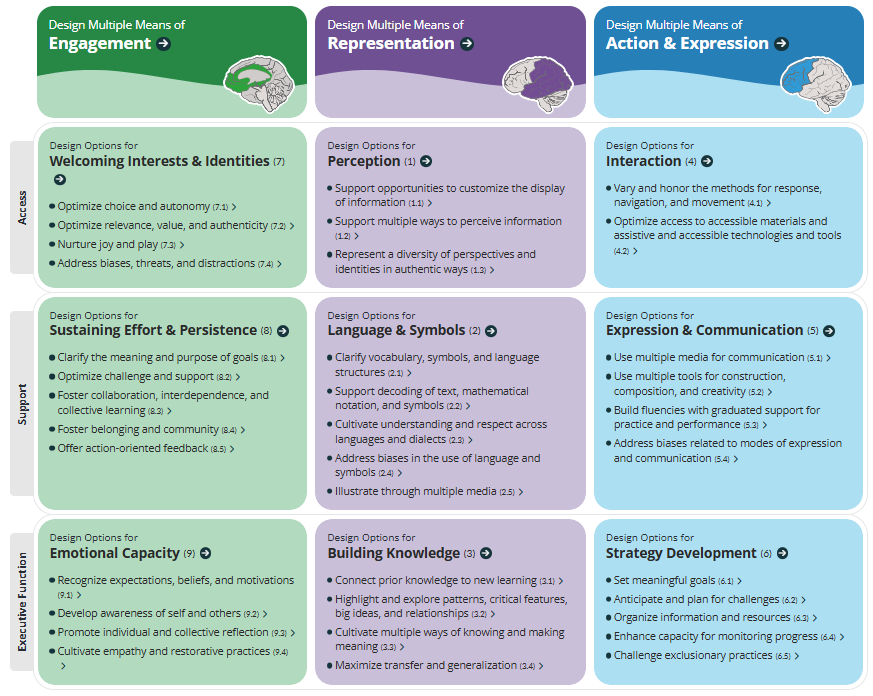 Design Multiple Means of
Engagement
Design Multiple Means of
Representation
Design Multiple Means of
Action & Expression
Access
Design Options for
Welcoming Interests & Identities (7)
Optimize choice and autonomy (7.1)
Optimize relevance, value, and authenticity (7.2)
Nurture joy and play (7.3)
Address biases, threats, and distractions (7.4)
Design Options for
Perception (1)
Support opportunities to customize the display
of information (1.1)
Support multiple ways to perceive information
(1.2)
Represent a diversity of perspectives and
identities in authentic ways (1.3)
Design Options for
Interaction (4)
Vary and honor the methods for response,
navigation, and movement (4.1)
Optimize access to accessible materials and
assistive and accessible technologies and tools
(4.2)
Support
Design Options for
Sustaining Effort & Persistence (8)
Clarify the meaning and purpose of goals (8.1)
Optimize challenge and support (8.2)
Foster collaboration, interdependence, and
collective learning (8.3)
Foster belonging and community (8.4)
Offer action-oriented feedback (8.5)
Design Options for
Language & Symbols (2)
Clarify vocabulary, symbols, and language
structures (2.1)
Support decoding of text, mathematical
notation, and symbols (2.2)
Cultivate understanding and respect across
languages and dialects (2.3)
Address biases in the use of language and
symbols (2.4)
Illustrate through multiple media (2.5)
Design Options for
Expression & Communication (5)
Use multiple media for communication (5.1)
Use multiple tools for construction,
composition, and creativity (5.2)
Build fluencies with graduated support for
practice and performance (5.3)
Address biases related to modes of expression
and communication (5.4)
Executive Function
Design Options for
Emotional Capacity (9)
Recognize expectations, beliefs, and motivations
(9.1)
Develop awareness of self and others (9.2)
Promote individual and collective reflection (9.3)
Cultivate empathy and restorative practices (9.4)
Design Options for
Building Knowledge (3)
Connect prior knowledge to new learning (3.1)
Highlight and explore patterns, critical features,
big ideas, and relationships (3.2)
Cultivate multiple ways of knowing and making
meaning (3.3)
Maximize transfer and generalization (3.4)
Design Options for
Strategy Development (6)
Set meaningful goals (6.1)
Anticipate and plan for challenges (6.2)
Organize information and resources (6.3)
Enhance capacity for monitoring progress (6.4)
Challenge exclusionary practices (6.5)